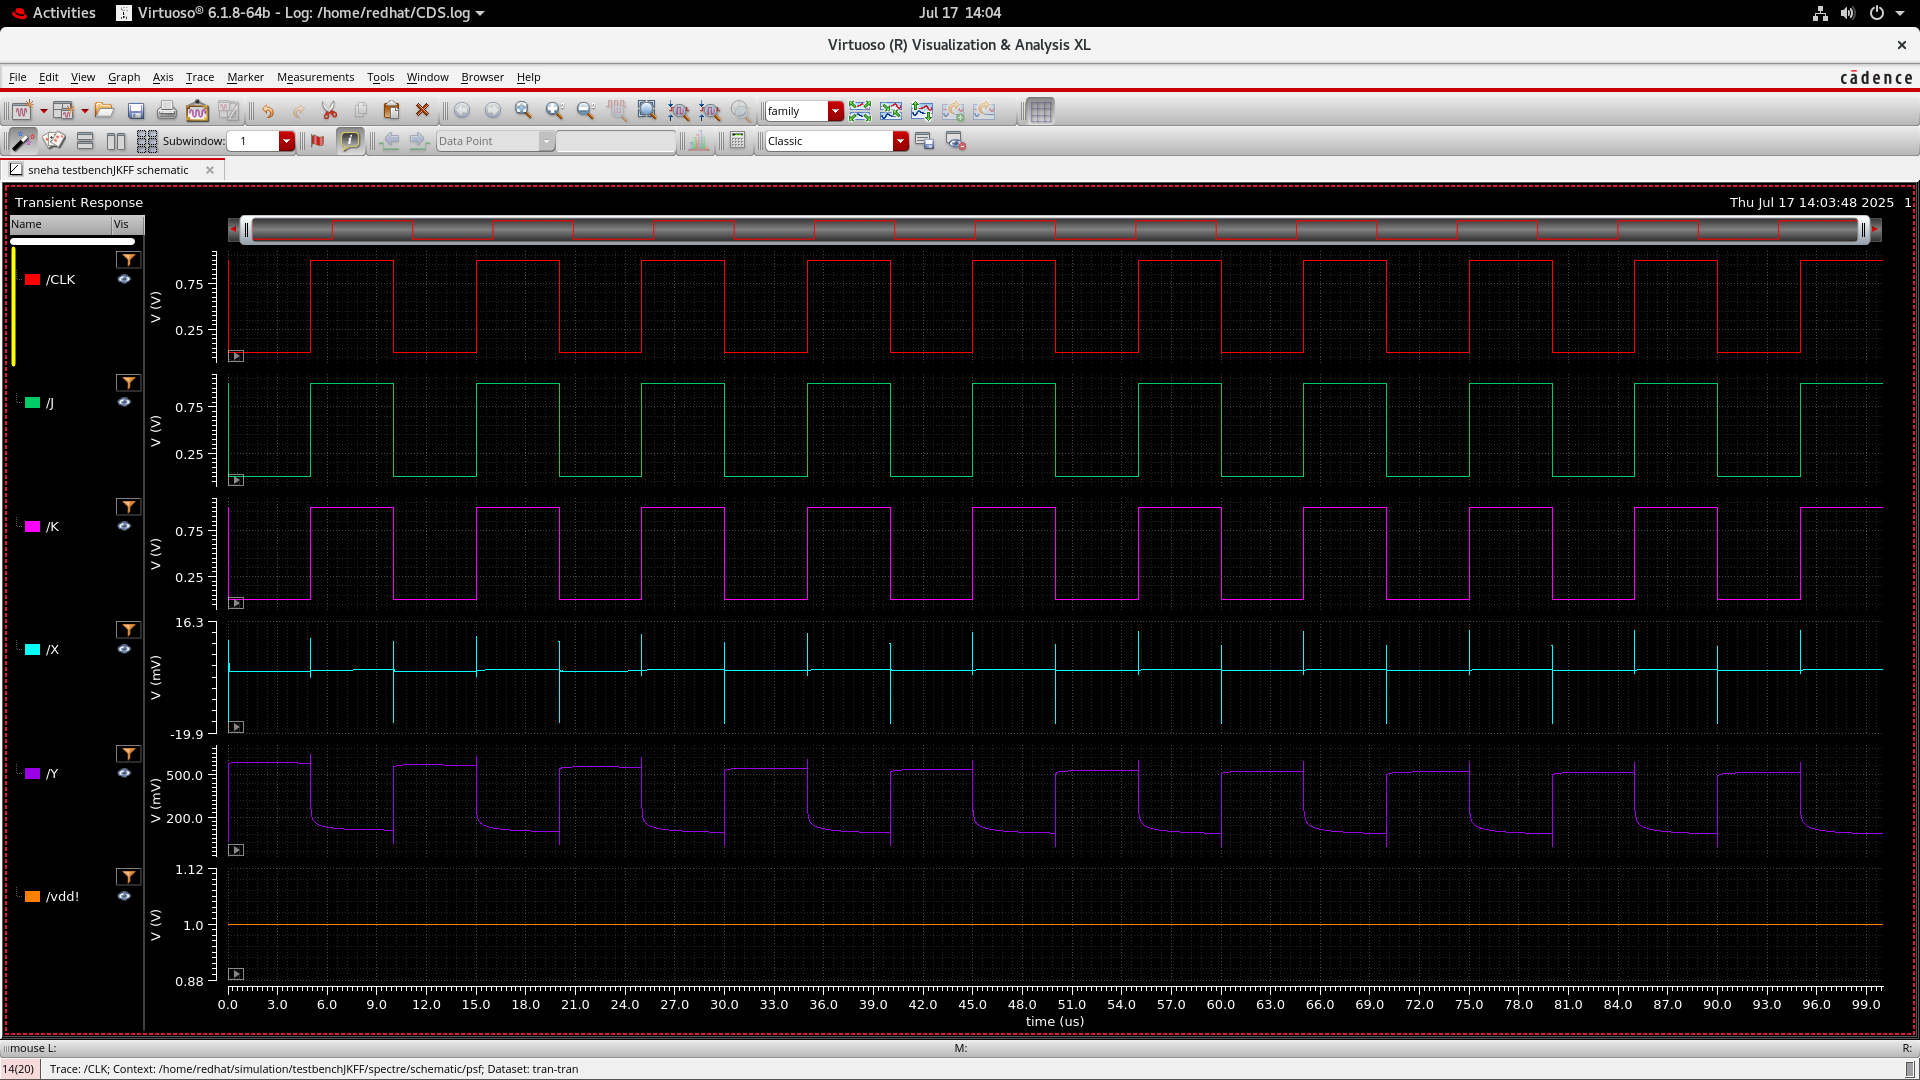 Activities
Virtuoso® 6.1.8-64b - Log: /home/redhat/CDS.log
Jul 17 14:04
Virtuoso (R) Visualization & Analysis XL
File Edit View Graph Axis Trace Marker Measurements Tools Window Browser Help
cādence
family
Subwindow: 1
Data Point
Classic
sneha testbenchJKFF schematic
Transient Response
Thu Jul 17 14:03:48 2025 1
Name Vis
/CLK
V (V)
0.75
0.25
/J
V (V)
0.75
0.25
/K
V (V)
0.75
0.25
/X
V (mV)
16.3
-19.9
/Y
V (mV)
500.0
200.0
/vdd!
V (V)
1.12
1.0
0.88
0.0 3.0 6.0 9.0 12.0 15.0 18.0 21.0 24.0 27.0 30.0 33.0 36.0 39.0 42.0 45.0 48.0 51.0 54.0 57.0 60.0 63.0 66.0 69.0 72.0 75.0 78.0 81.0 84.0 87.0 90.0 93.0 96.0 99.0
time (us)
mouse L:
M:
R:
14(20)
Trace: /CLK; Context: /home/redhat/simulation/testbenchJKFF/spectre/schematic/psf; Dataset: tran-tran